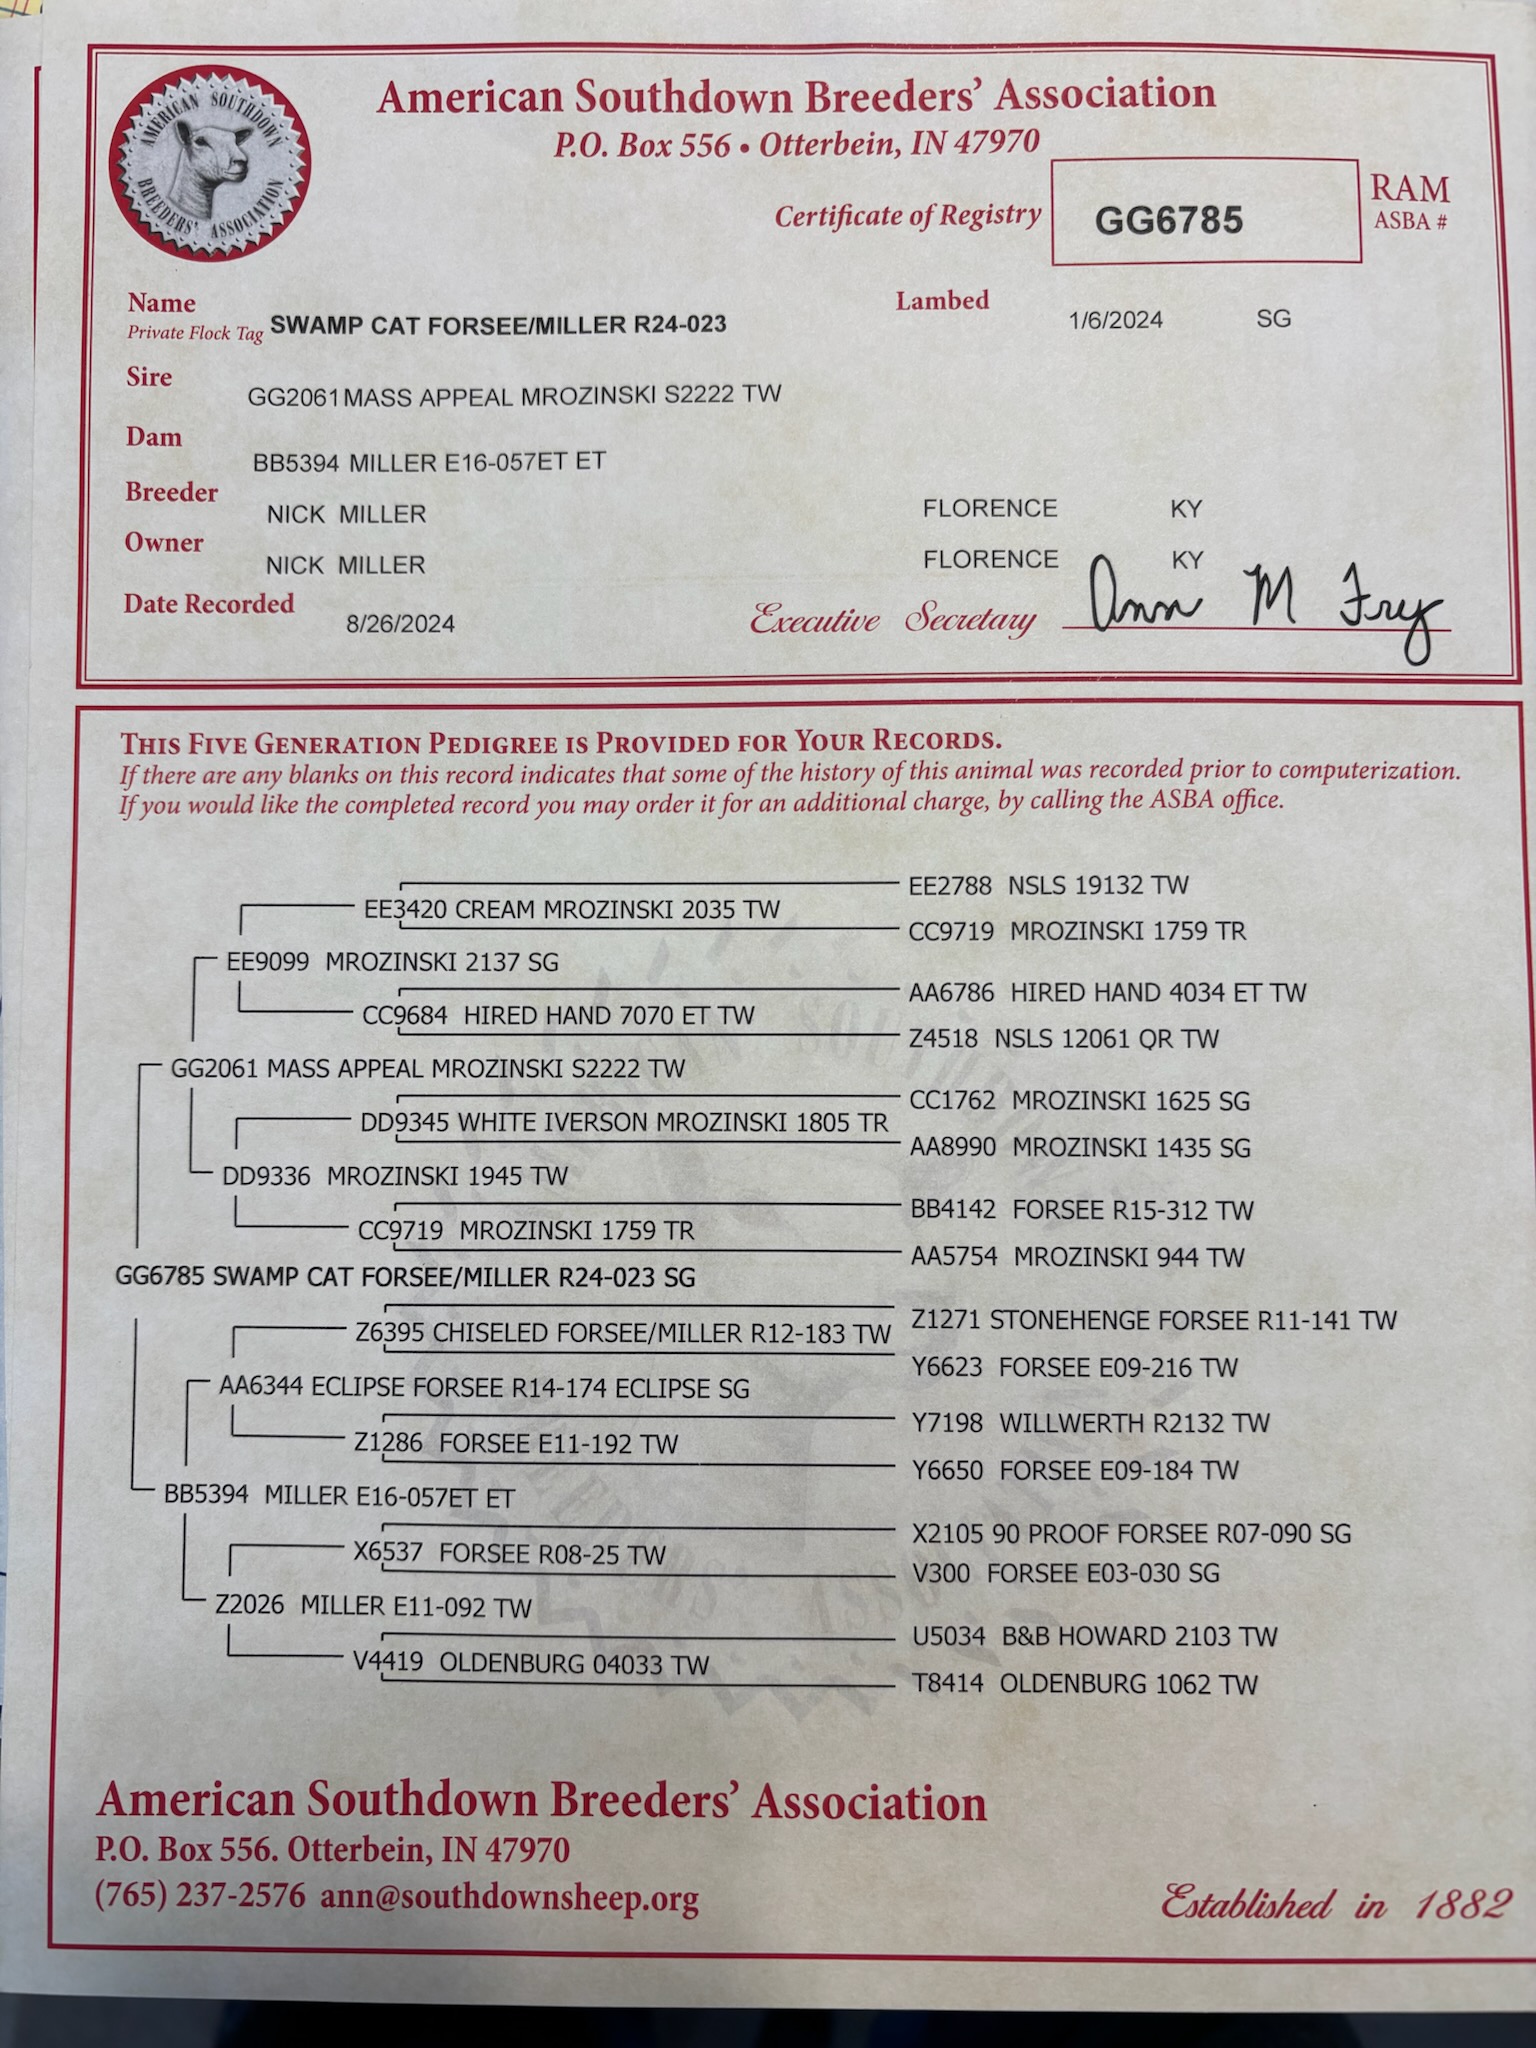 AMERICAN SOUTHDOWN BREEDERS' ASSOCIATION
American Southdown Breeders' Association
P.O. Box 556 • Otterbein, IN 47970
Certificate of Registry GG6785 RAM
ASBA #
Name
Private Flock Tag SWAMP CAT FORSEE/MILLER R24-023
Lambed 1/6/2024 SG
Sire GG2061 MASS APPEAL MROZINSKI S2222 TW
Dam BB5394 MILLER E16-057ET ET
Breeder NICK MILLER FLORENCE KY
Owner NICK MILLER FLORENCE KY
Date Recorded 8/26/2024
Executive Secretary Ann M Fry
THIS FIVE GENERATION PEDIGREE IS PROVIDED FOR YOUR RECORDS.
If there are any blanks on this record indicates that some of the history of this animal was recorded prior to computerization.
If you would like the completed record you may order it for an additional charge, by calling the ASBA office.
EE2788 NSLS 19132 TW
EE3420 CREAM MROZINSKI 2035 TW
CC9719 MROZINSKI 1759 TR
EE9099 MROZINSKI 2137 SG
AA6786 HIRED HAND 4034 ET TW
CC9684 HIRED HAND 7070 ET TW
Z4518 NSLS 12061 QR TW
GG2061 MASS APPEAL MROZINSKI S2222 TW
CC1762 MROZINSKI 1625 SG
DD9345 WHITE IVERSON MROZINSKI 1805 TR
AA8990 MROZINSKI 1435 SG
DD9336 MROZINSKI 1945 TW
BB4142 FORSEE R15-312 TW
CC9719 MROZINSKI 1759 TR
AA5754 MROZINSKI 944 TW
GG6785 SWAMP CAT FORSEE/MILLER R24-023 SG
Z1271 STONEHENGE FORSEE R11-141 TW
Z6395 CHISELED FORSEE/MILLER R12-183 TW
Y6623 FORSEE E09-216 TW
AA6344 ECLIPSE FORSEE R14-174 ECLIPSE SG
Y7198 WILLWERTH R2132 TW
Z1286 FORSEE E11-192 TW
Y6650 FORSEE E09-184 TW
BB5394 MILLER E16-057ET ET
X2105 90 PROOF FORSEE R07-090 SG
X6537 FORSEE R08-25 TW
V300 FORSEE E03-030 SG
Z2026 MILLER E11-092 TW
U5034 B&B HOWARD 2103 TW
V4419 OLDENBURG 04033 TW
T8414 OLDENBURG 1062 TW
American Southdown Breeders' Association
P.O. Box 556. Otterbein, IN 47970
(765) 237-2576 ann@southdownsheep.org
Established in 1882